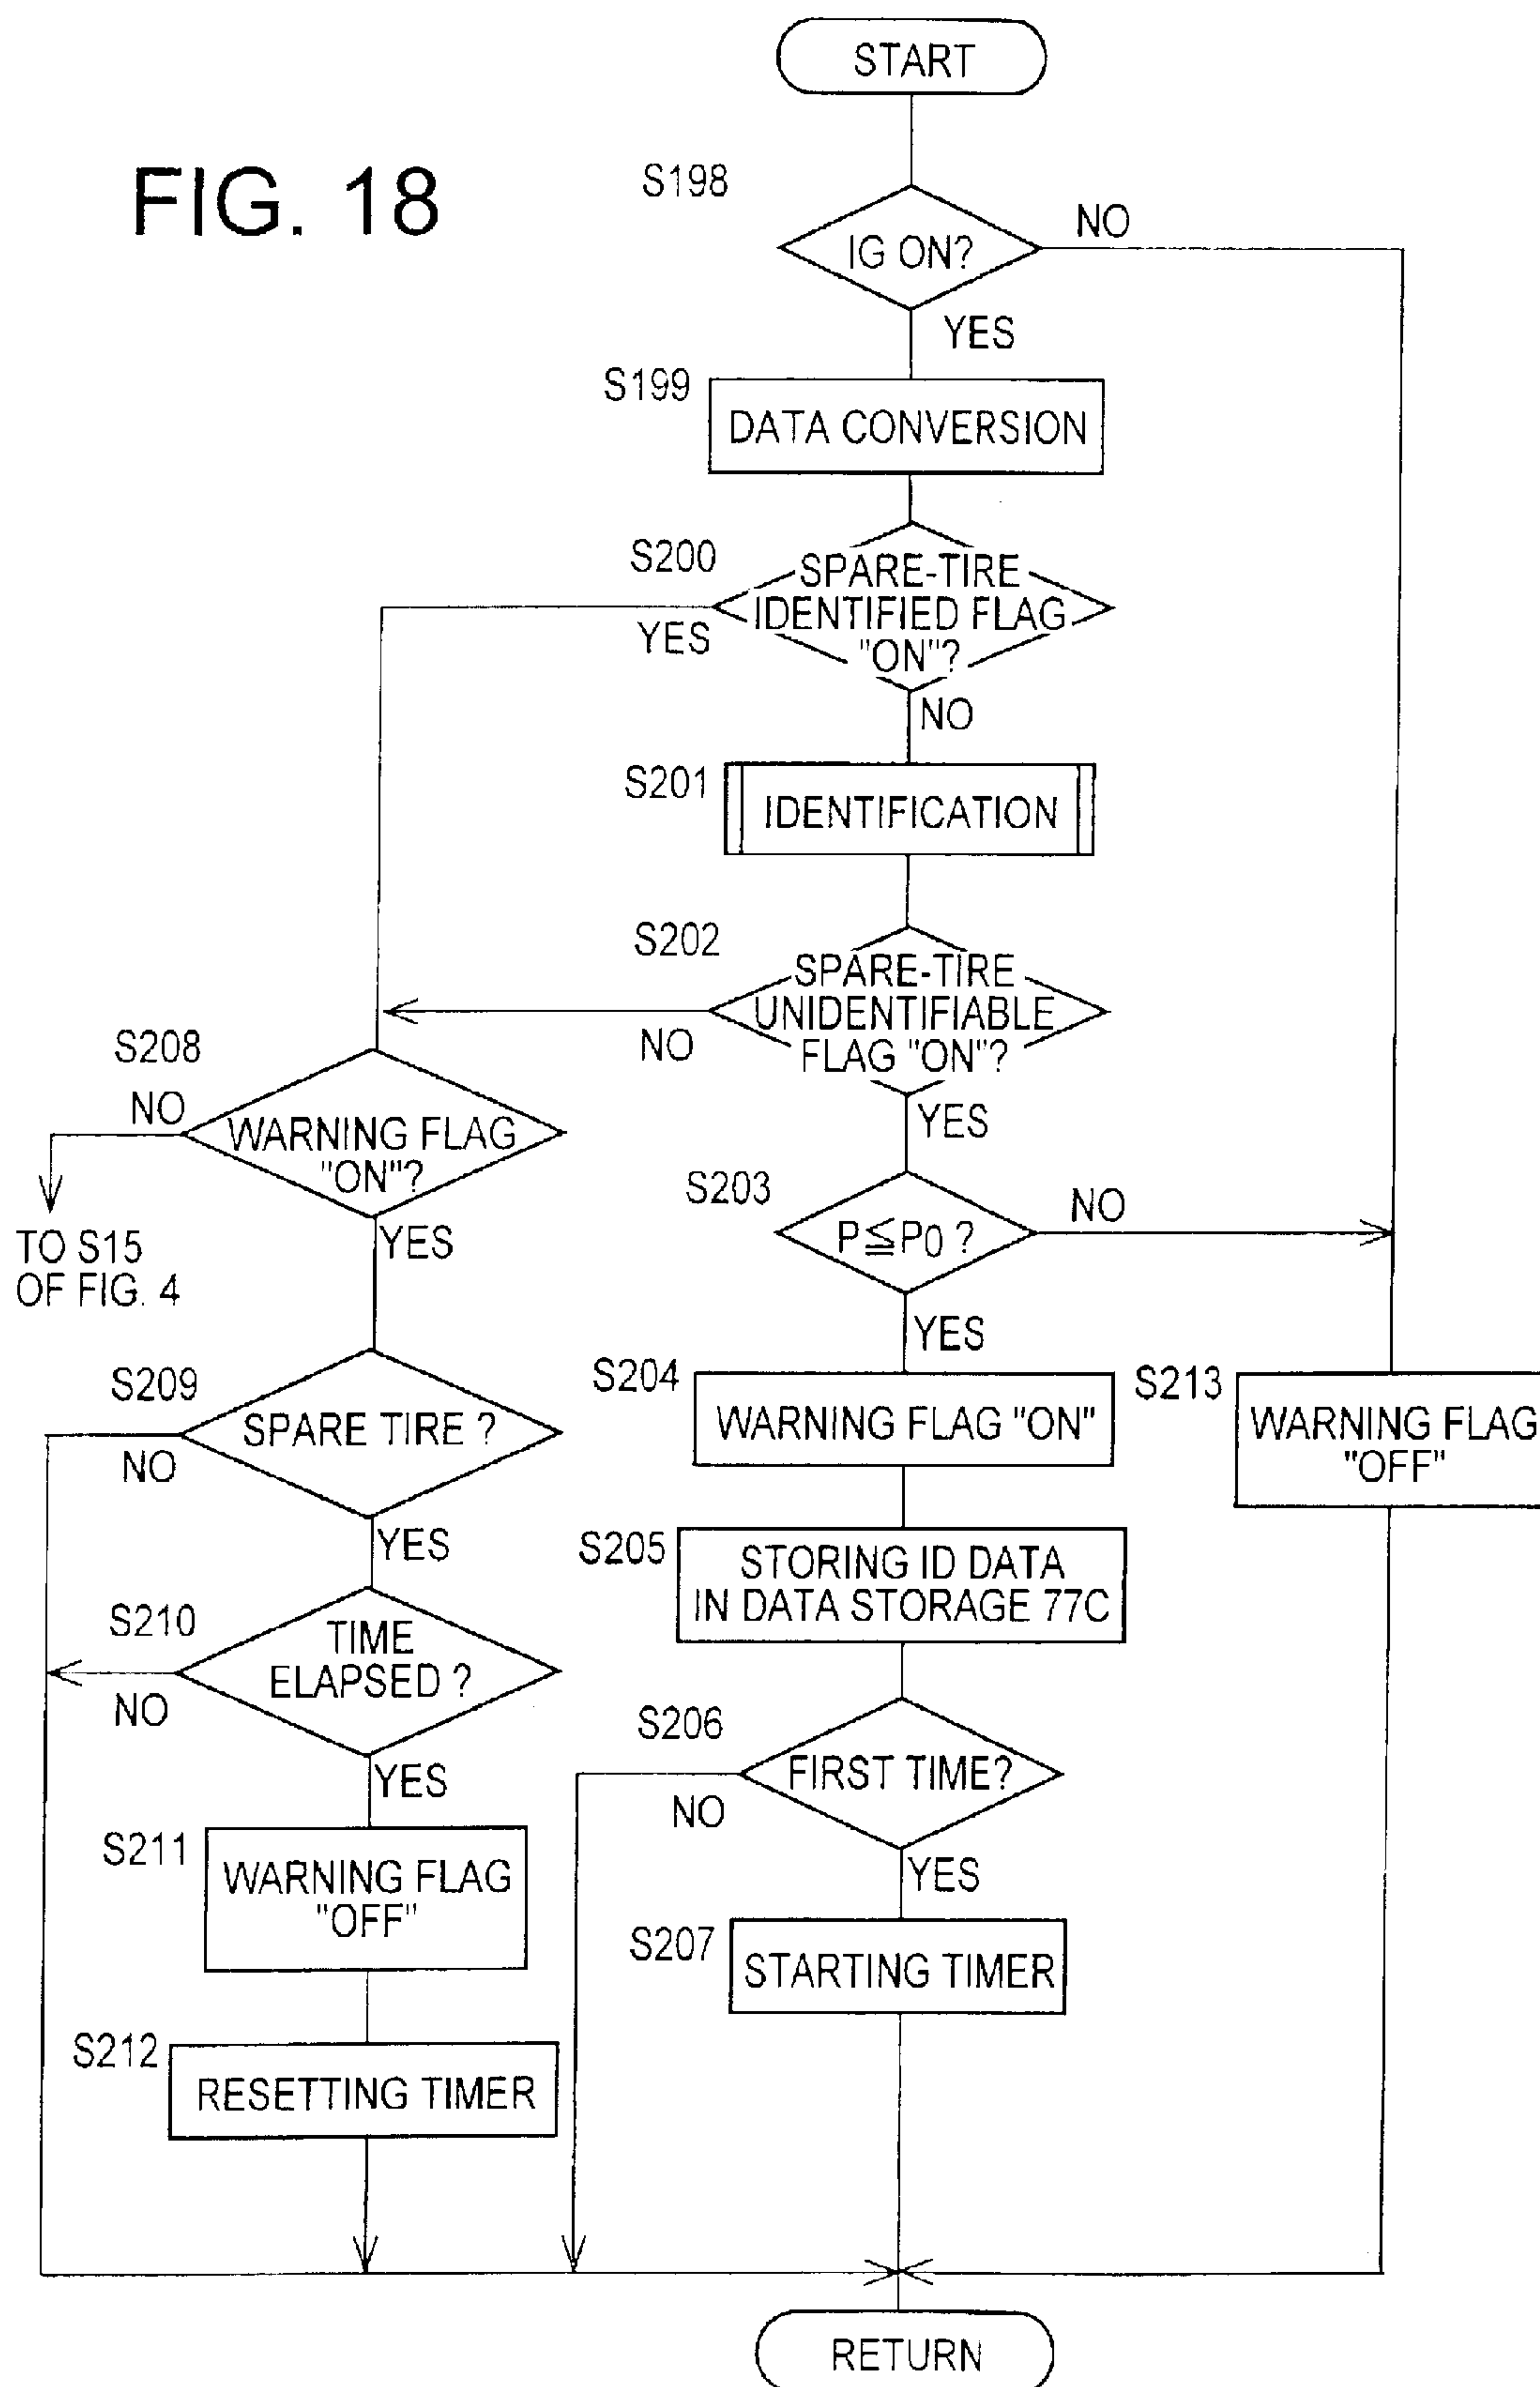 START
FIG. 18
S198
IG ON?
NO
YES
S199
DATA CONVERSION
S200
SPARE-TIRE
IDENTIFIED FLAG
"ON"?
YES
NO
S201
IDENTIFICATION
S202
SPARE-TIRE
UNIDENTIFIABLE
FLAG "ON"?
NO
YES
S208
NO
WARNING FLAG
"ON"?
TO S15
OF FIG. 4
YES
S203
P≦P0 ?
NO
YES
S209
SPARE TIRE ?
NO
YES
S204
WARNING FLAG "ON"
S213
WARNING FLAG
"OFF"
S205
STORING ID DATA
IN DATA STORAGE 77C
S210
TIME
ELAPSED ?
NO
YES
S206
FIRST TIME?
NO
YES
S211
WARNING FLAG
"OFF"
S207
STARTING TIMER
S212
RESETTING TIMER
RETURN